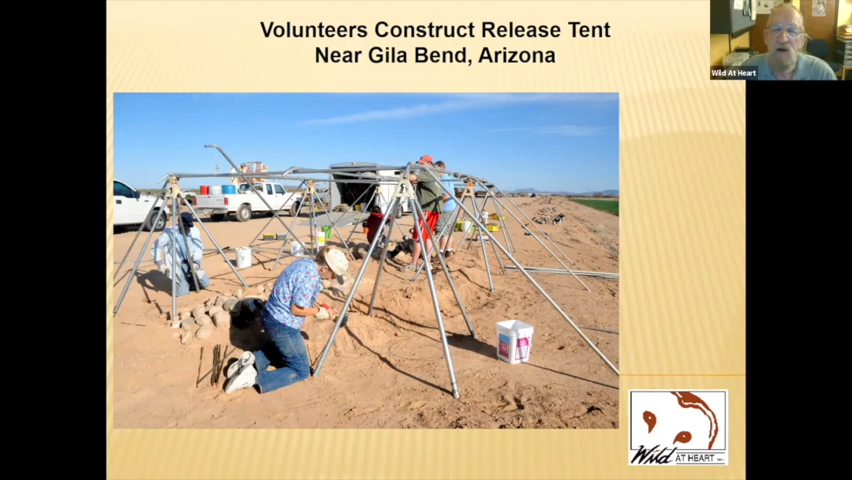 Volunteers Construct Release Tent
Near Gila Bend, Arizona
Wild At Heart
Wild AT HEART